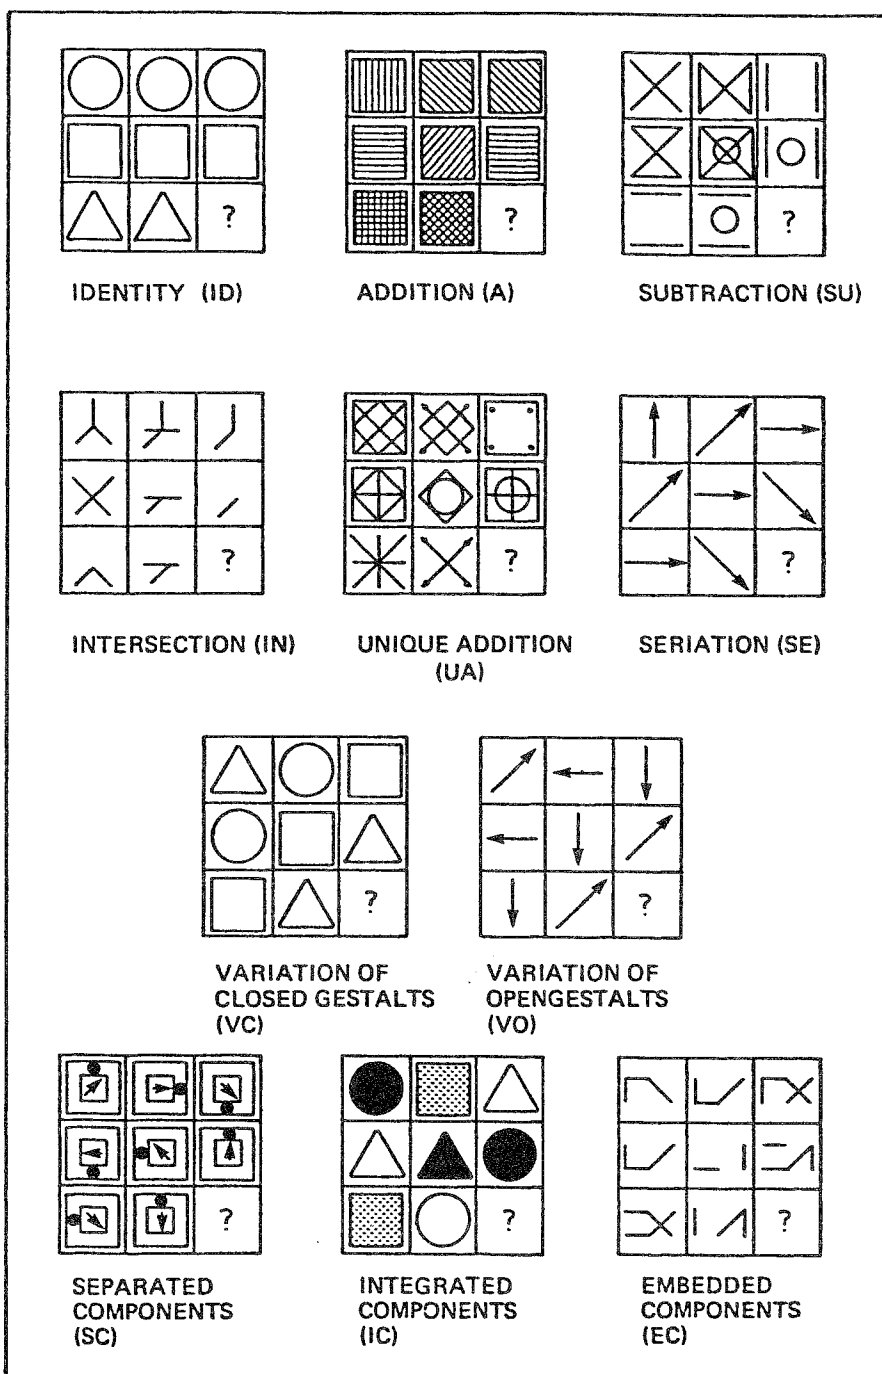 ?
?
?
IDENTITY (ID)
ADDITION (A)
SUBTRACTION (SU)
?
?
?
INTERSECTION (IN)
UNIQUE ADDITION
(UA)
SERIATION (SE)
?
?
VARIATION OF
CLOSED GESTALTS
(VC)
VARIATION OF
OPENGESTALTS
(VO)
?
?
?
SEPARATED
COMPONENTS
(SC)
INTEGRATED
COMPONENTS
(IC)
EMBEDDED
COMPONENTS
(EC)